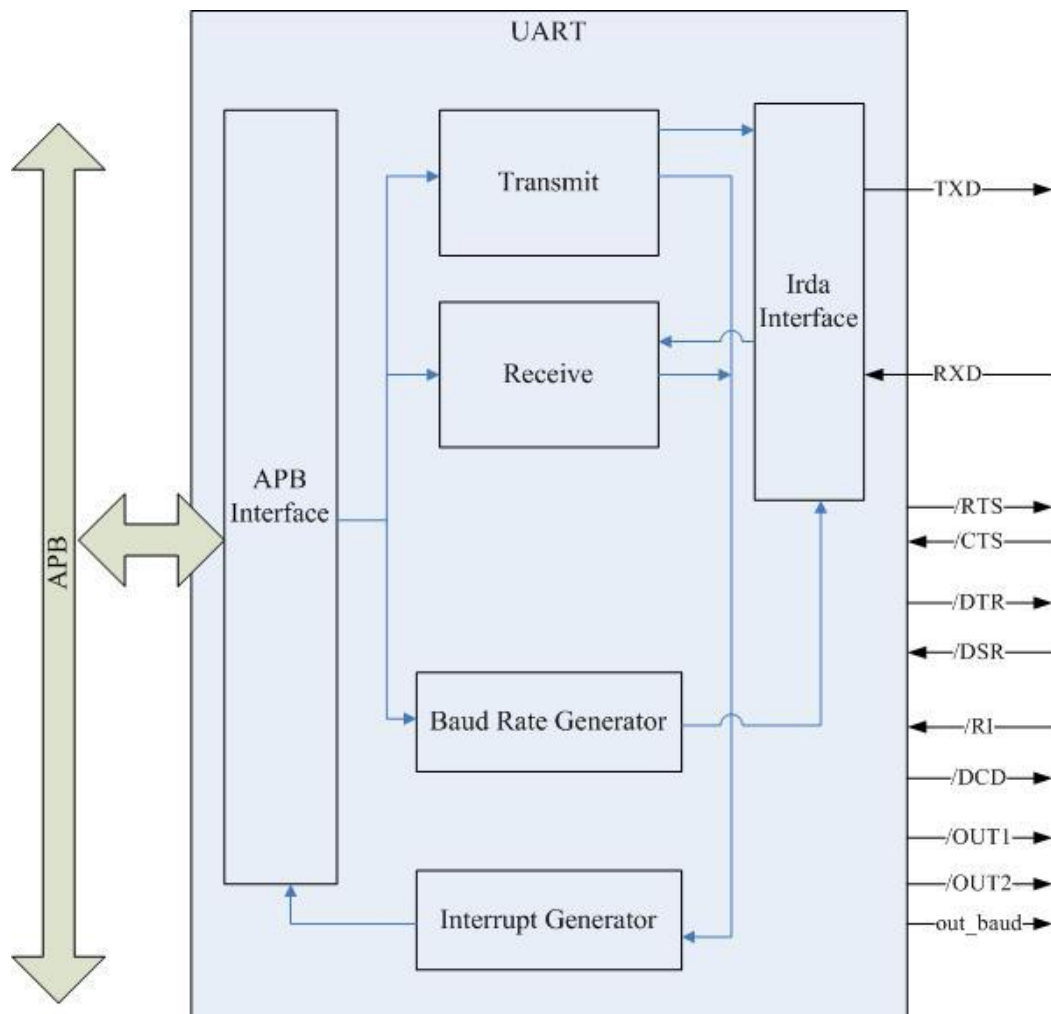 UART
Transmit
Irda
Interface
TXD
Receive
RXD
APB
Interface
APB
/RTS
/CTS
/DTR
/DSR
Baud Rate Generator
/RI
/DCD
/OUT1
/OUT2
Interrupt Generator
out_baud